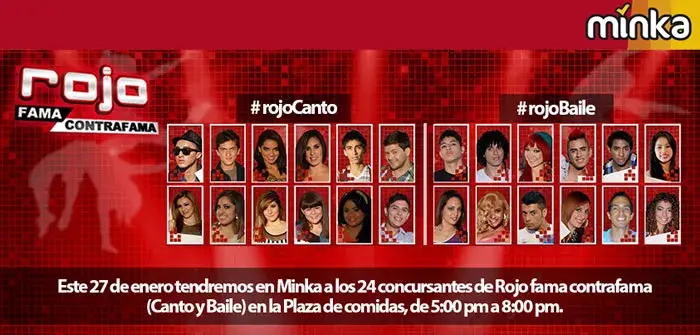 minka
rojo
FAMA
CONTRAFAMA
# rojoCanto
# rojoBaile
Este 27 de enero tendremos en Minka a los 24 concursantes de Rojo fama contrafama
(Canto y Baile) en la Plaza de comidas, de 5:00 pm a 8:00 pm.